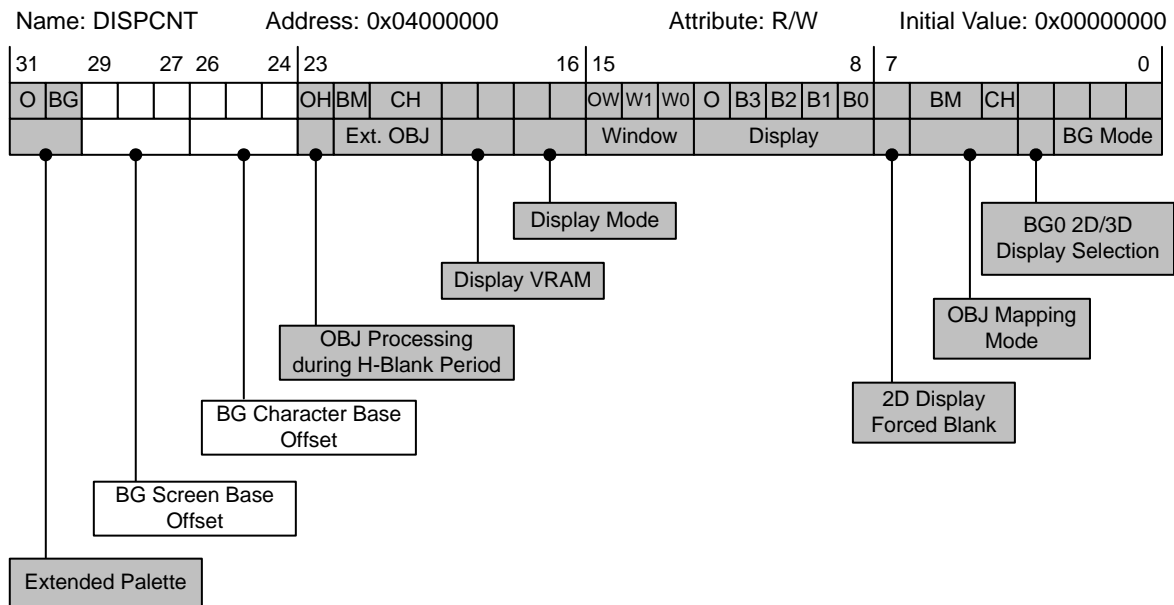 Name: DISPCNT Address: 0x04000000 Attribute: R/W Initial Value: 0x00000000
31 29 27 26 24 23 16 15 8 7 0
O BG OH BM CH OW W1 W0 O B3 B2 B1 B0 BM CH
Ext. OBJ Window Display BG Mode
Display Mode
BG0 2D/3D
Display Selection
Display VRAM
OBJ Mapping
Mode
OBJ Processing
during H-Blank Period
2D Display
Forced Blank
BG Character Base
Offset
BG Screen Base
Offset
Extended Palette